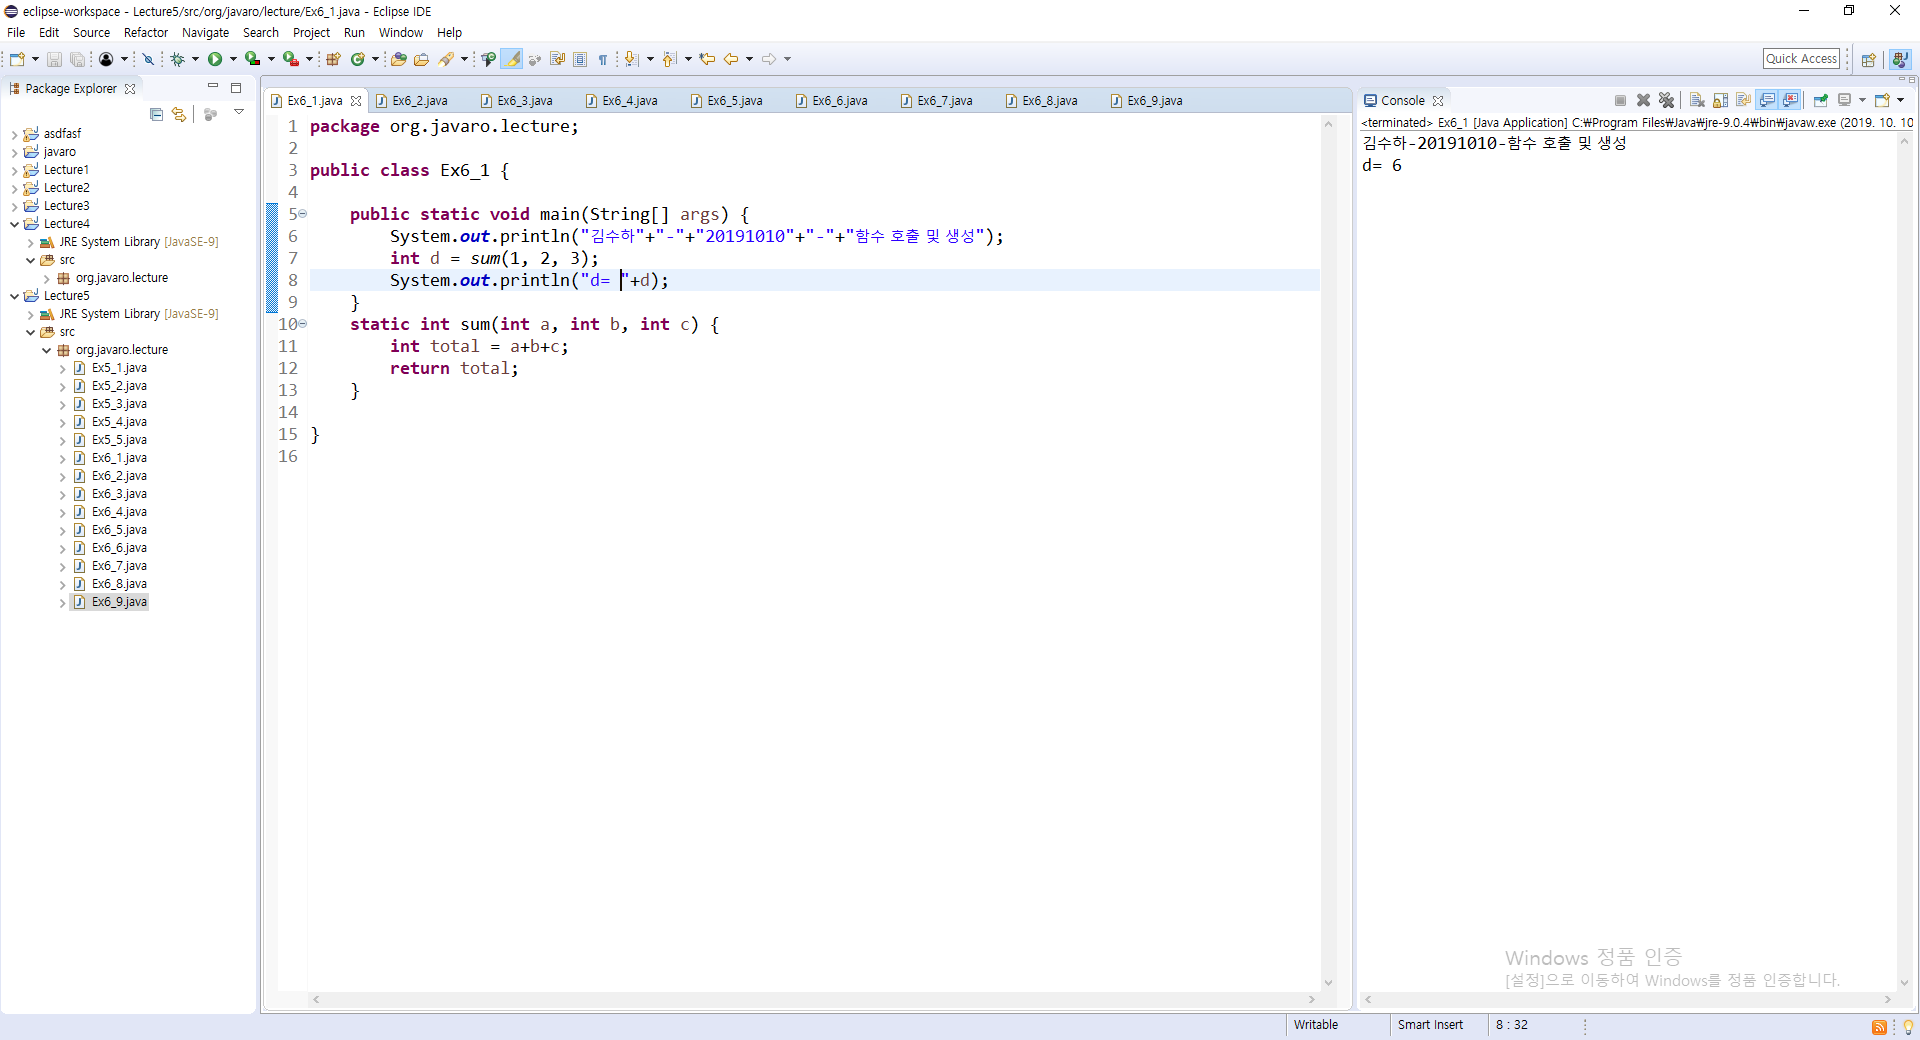 eclipse-workspace - Lecture5/src/org/javaro/lecture/Ex6_1.java - Eclipse IDE
File Edit Source Refactor Navigate Search Project Run Window Help
Quick Access
Package Explorer
asdfasf
javaro
Lecture1
Lecture2
Lecture3
Lecture4
JRE System Library [JavaSE-9]
src
org.javaro.lecture
Lecture5
JRE System Library [JavaSE-9]
src
org.javaro.lecture
Ex5_1.java
Ex5_2.java
Ex5_3.java
Ex5_4.java
Ex5_5.java
Ex6_1.java
Ex6_2.java
Ex6_3.java
Ex6_4.java
Ex6_5.java
Ex6_6.java
Ex6_7.java
Ex6_8.java
Ex6_9.java
Ex6_1.java Ex6_2.java Ex6_3.java Ex6_4.java Ex6_5.java Ex6_6.java Ex6_7.java Ex6_8.java Ex6_9.java
1 package org.javaro.lecture;
2
3 public class Ex6_1 {
4
5 public static void main(String[] args) {
6 System.out.println("김수하"+"-"+"20191010"+"-"+"함수 호출 및 생성");
7 int d = sum(1, 2, 3);
8 System.out.println("d= "+d);
9 }
10 static int sum(int a, int b, int c) {
11 int total = a+b+c;
12 return total;
13 }
14
15 }
16
Console
<terminated> Ex6_1 [Java Application] C:₩Program Files₩Java₩jre-9.0.4₩bin₩javaw.exe (2019. 10. 10
김수하-20191010-함수 호출 및 생성
d= 6
Windows 정품 인증
[설정]으로 이동하여 Windows를 정품 인증합니다.
Writable Smart Insert 8 : 32